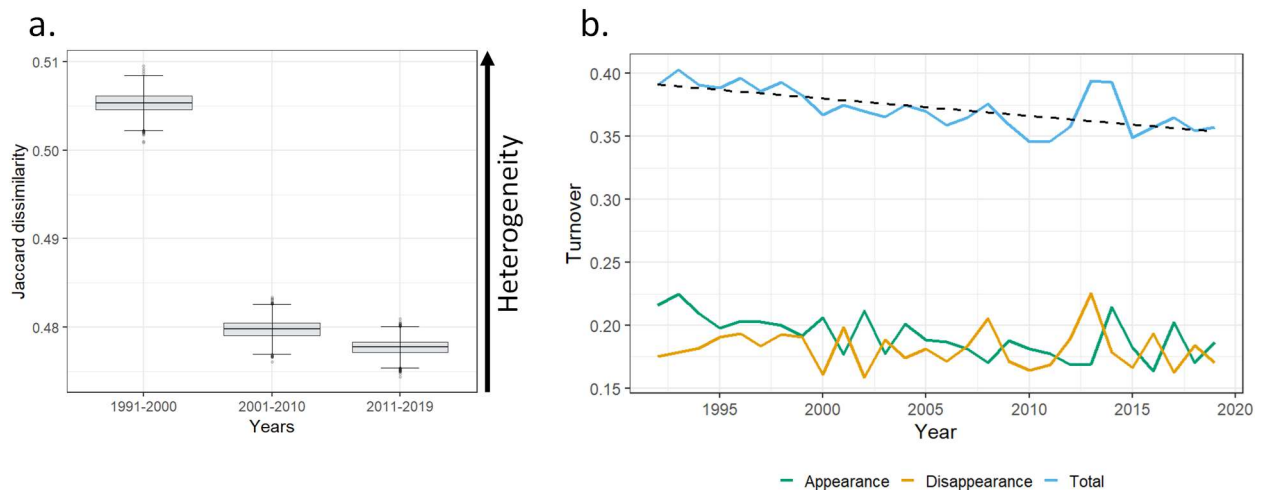 a.
0.51
0.50
0.49
0.48
Jaccard dissimilarity
1991-2000
2001-2010
2011-2019
Years
Heterogeneity
b.
0.40
0.35
0.30
0.25
0.20
0.15
Turnover
1995
2000
2005
2010
2015
2020
Year
Appearance
Disappearance
Total